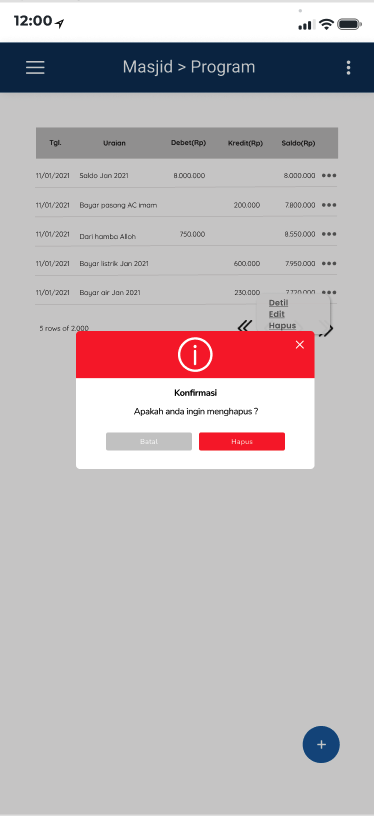 12:00
Masjid > Program
Tgl. Uraian Debet(Rp) Kredit(Rp) Saldo(Rp)
11/01/2021 Saldo Jan 2021 8.000.000 8.000.000
11/01/2021 Bayar pasang AC imam 200.000 7.800.000
11/01/2021 Dari hamba Alloh 750.000 8.550.000
11/01/2021 Bayar listrik Jan 2021 600.000 7.950.000
11/01/2021 Bayar air Jan 2021 230.000 7.720.000
Detil
Edit
Hapus
5 rows of 2.000
Konfirmasi
Apakah anda ingin menghapus ?
Batal Hapus